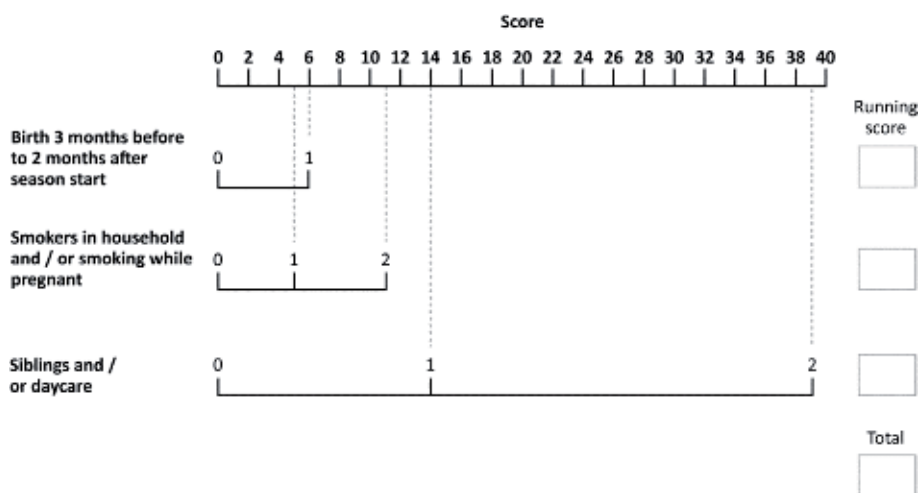 Score
0 2 4 6 8 10 12 14 16 18 20 22 24 26 28 30 32 34 36 38 40
Running
score
Birth 3 months before
to 2 months after
season start
0 1
Smokers in household
and / or smoking while
pregnant
0 1 2
Siblings and /
or daycare
0 1 2
Total